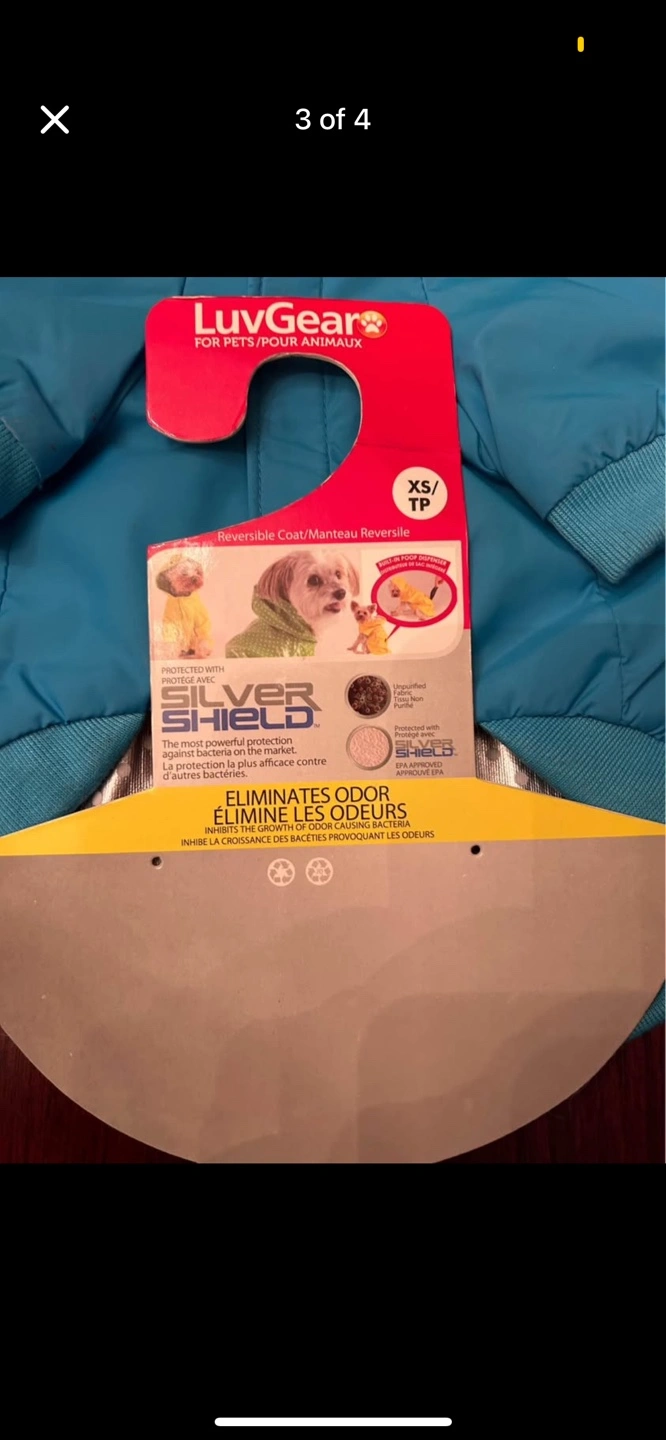 3 of 4
LuvGear
FOR PETS/POUR ANIMAUX
XS/
TP
Reversible Coat/Manteau Reversile
BUILT-IN POOP DISPENSER
PROTECTED WITH
PROTÉGÉ AVEC
SILVER
SHIELD™
The most powerful protection
against bacteria on the market.
La protection la plus afficace contre
d'autres bactéries.
Unpurified
Fabric
Tissu Non
Purifié
Protected with
Protégé avec
SILVER
SHIELD™
EPA APPROVED
APPROUVÉ EPA
ELIMINATES ODOR
ÉLIMINE LES ODEURS
INHIBITS THE GROWTH OF ODOR CAUSING BACTERIA
INHIBE LA CROISSANCE DES BACÉTIES PROVOQUANT LES ODEURS